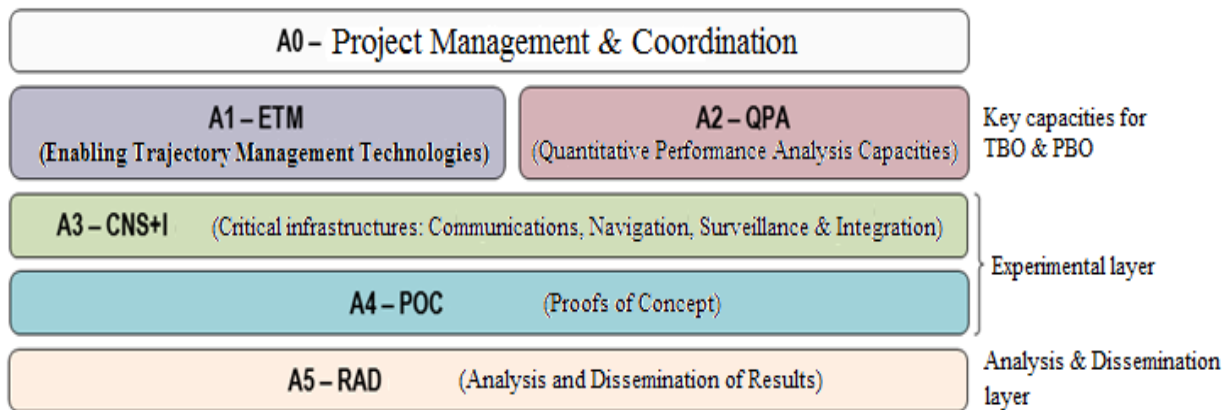 A0 – Project Management & Coordination
A1 – ETM
(Enabling Trajectory Management Technologies)
A2 – QPA
(Quantitative Performance Analysis Capacities)
Key capacities for
TBO & PBO
A3 – CNS+I (Critical infrastructures: Communications, Navigation, Surveillance & Integration)
A4 – POC (Proofs of Concept)
Experimental layer
A5 – RAD (Analysis and Dissemination of Results)
Analysis & Dissemination
layer